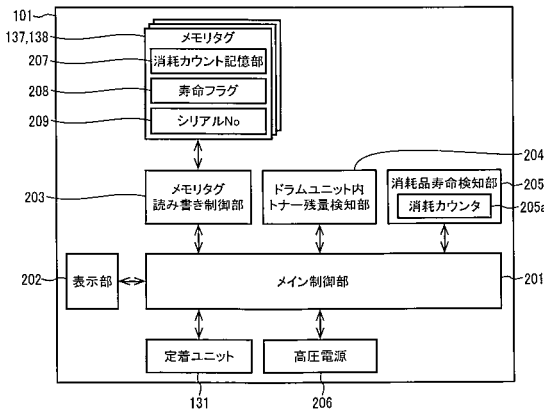 101
137,138
メモリタグ
207
消耗カウント記憶部
208
寿命フラグ
209
シリアルNo
204
203
メモリタグ
読み書き制御部
ドラムユニット内
トナー残量検知部
消耗品寿命検知部
205
消耗カウンタ
205a
202
表示部
メイン制御部
201
定着ユニット
高圧電源
131
206